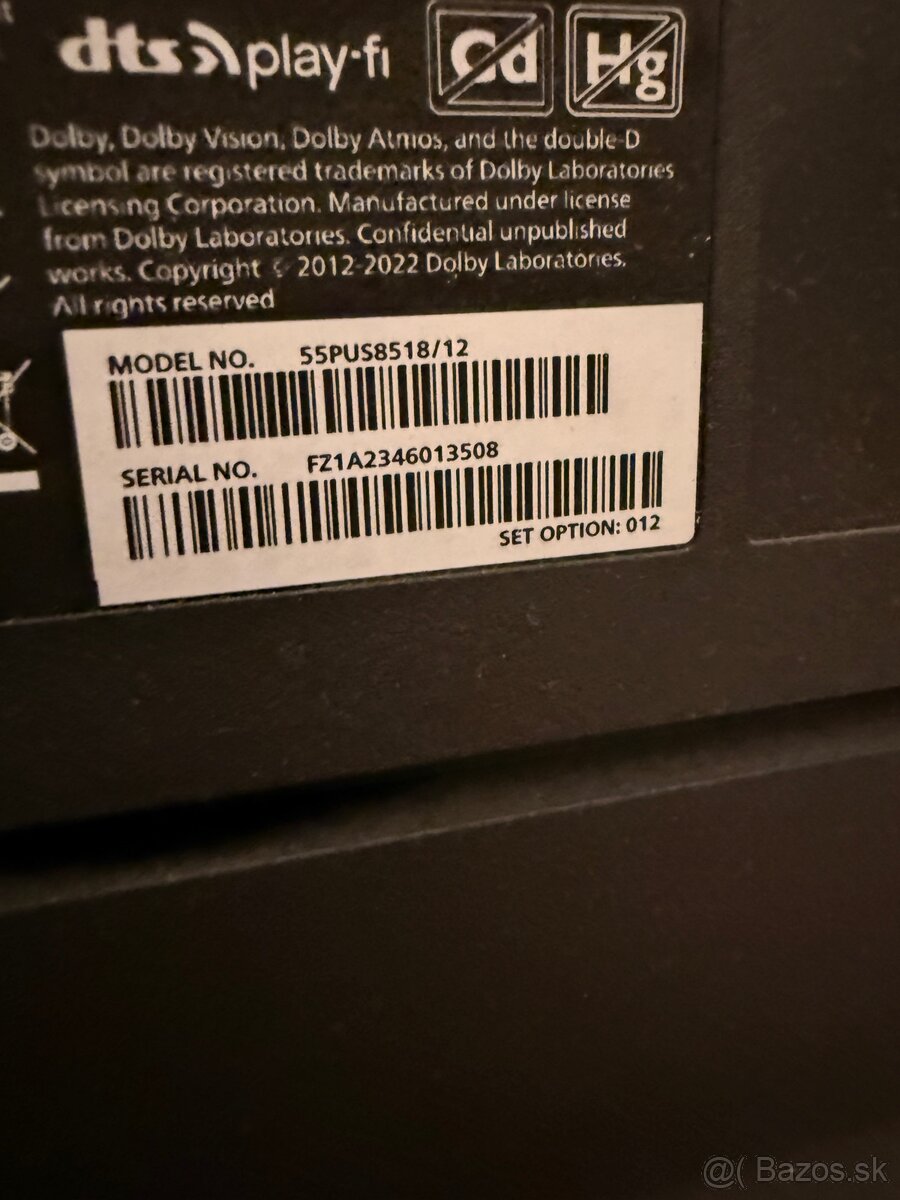 dts play-fi
Cd Hg
Dolby, Dolby Vision, Dolby Atmos, and the double-D
symbol are registered trademarks of Dolby Laboratories
Licensing Corporation. Manufactured under license
from Dolby Laboratories. Confidential unpublished
works. Copyright © 2012-2022 Dolby Laboratories.
All rights reserved
MODEL NO. 55PUS8518/12
SERIAL NO. FZ1A2346013508
SET OPTION: 012
@( Bazos.sk